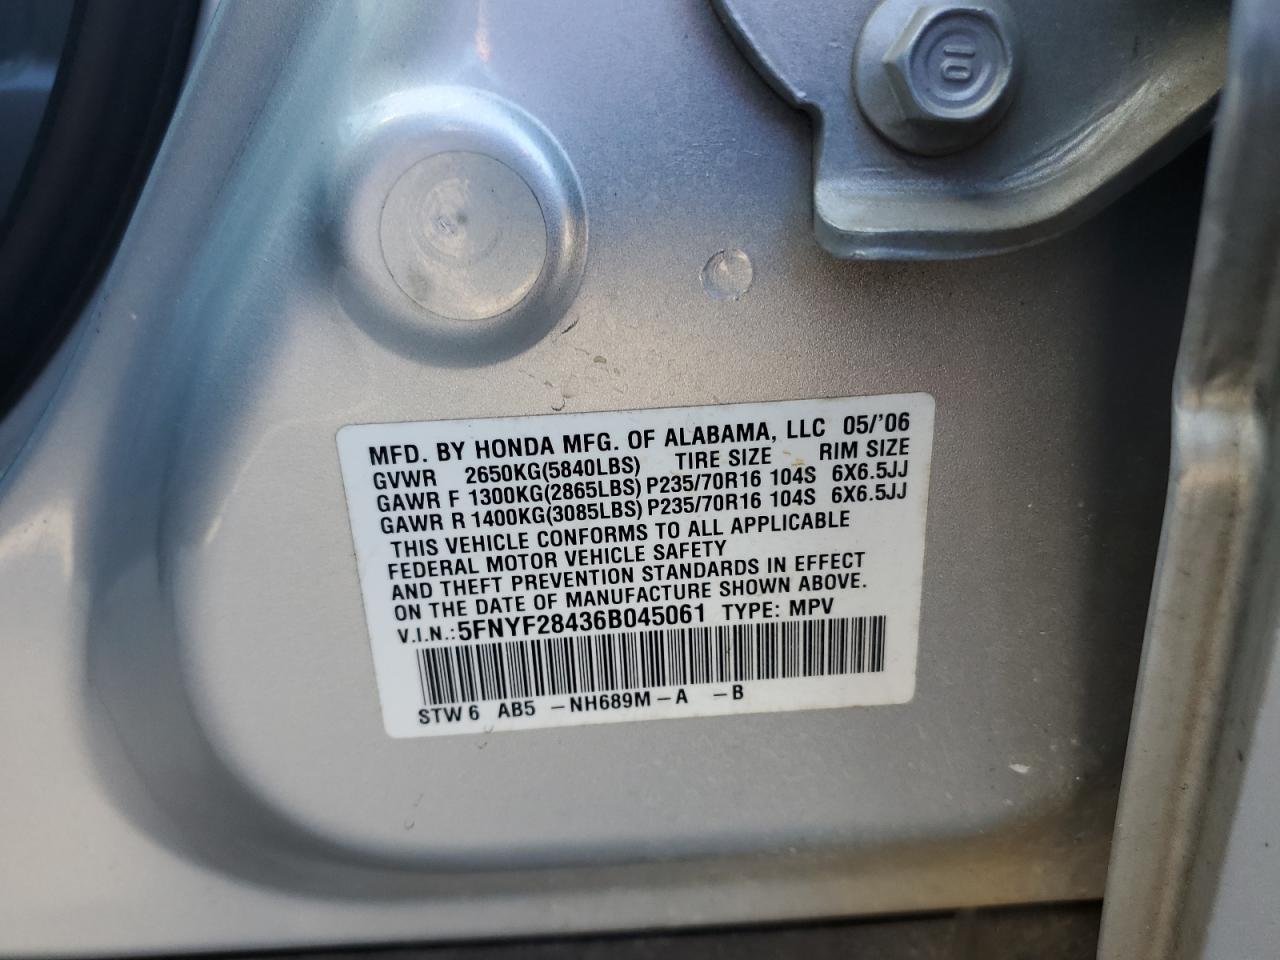 10
MFD. BY HONDA MFG. OF ALABAMA, LLC 05/'06
GVWR 2650KG(5840LBS) TIRE SIZE RIM SIZE
GAWR F 1300KG(2865LBS) P235/70R16 104S 6X6.5JJ
GAWR R 1400KG(3085LBS) P235/70R16 104S 6X6.5JJ
THIS VEHICLE CONFORMS TO ALL APPLICABLE
FEDERAL MOTOR VEHICLE SAFETY
AND THEFT PREVENTION STANDARDS IN EFFECT
ON THE DATE OF MANUFACTURE SHOWN ABOVE.
V.I.N.:5FNYF28436B045061 TYPE: MPV
STW6 AB5 -NH689M-A -B